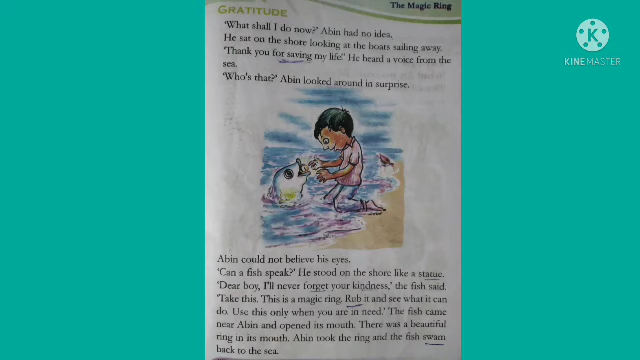 GRATITUDE
The Magic Ring
'What shall I do now?' Abin had no idea.
He sat on the shore looking at the boats sailing away.
'Thank you for saving my life!' He heard a voice from the
sea.
'Who's that?' Abin looked around in surprise.
Abin could not believe his eyes.
'Can a fish speak?' He stood on the shore like a statue.
'Dear boy, I'll never forget your kindness,' the fish said.
'Take this. This is a magic ring. Rub it and see what it can
do. Use this only when you are in need.' The fish came
near Abin and opened its mouth. There was a beautiful
ring in its mouth. Abin took the ring and the fish swam
back to the sea.
K
KINEMASTER